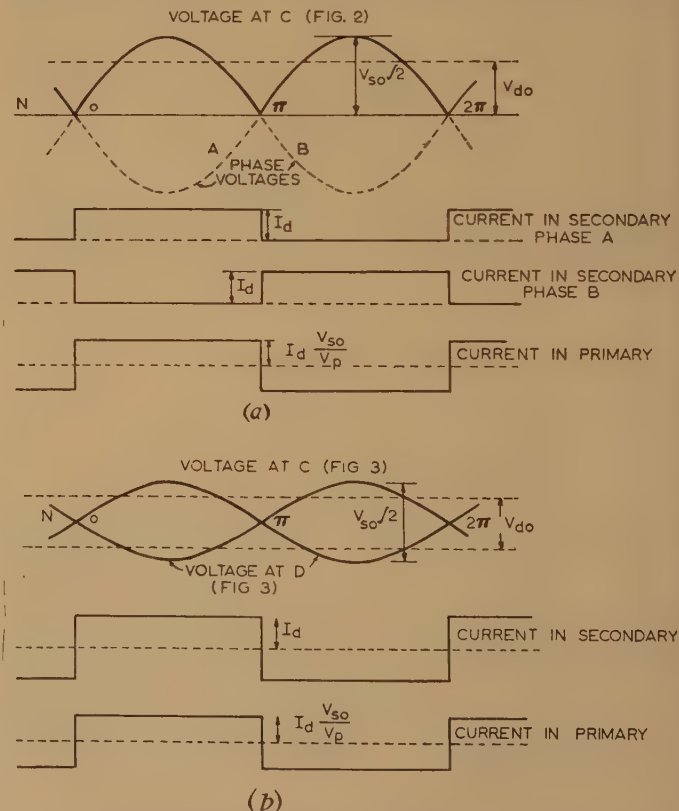 VOLTAGE AT C (FIG. 2)
V_so√2
V_do
N
0
π
2π
A
B
PHASE
VOLTAGES
I_d
CURRENT IN SECONDARY
PHASE A
I_d
CURRENT IN SECONDARY
PHASE B
I_d V_so/V_p
CURRENT IN PRIMARY
(a)
VOLTAGE AT C (FIG 3)
N
0
π
V_so√2
2π
V_do
VOLTAGE AT D
(FIG 3)
I_d
CURRENT IN SECONDARY
I_d V_so/V_p
CURRENT IN PRIMARY
(b)